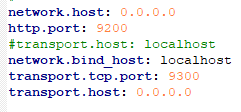 network.host: 0.0.0.0
http.port: 9200
#transport.host: localhost
network.bind_host: localhost
transport.tcp.port: 9300
transport.host: 0.0.0.0